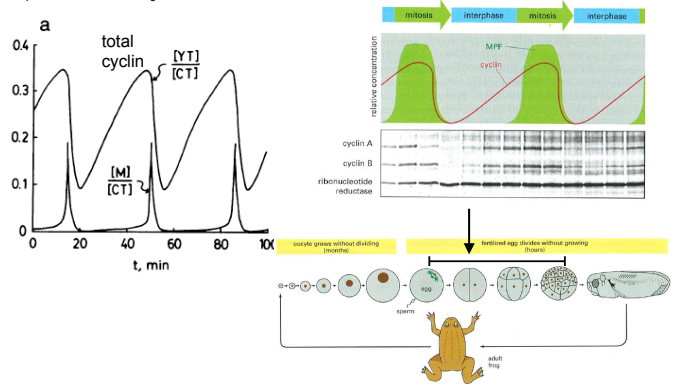 a
total
cyclin
[YT]
[CT]
[M]
[CT]
0.4
0.3
0.2
0.1
0
0 20 40 60 80 100
t, min
mitosis interphase mitosis interphase
relative concentration
MPF
cyclin
cyclin A
cyclin B
ribonucleotide
reductase
oocyte grows without dividing
(months)
fertilized egg divides without growing
(hours)
egg
sperm
adult
frog